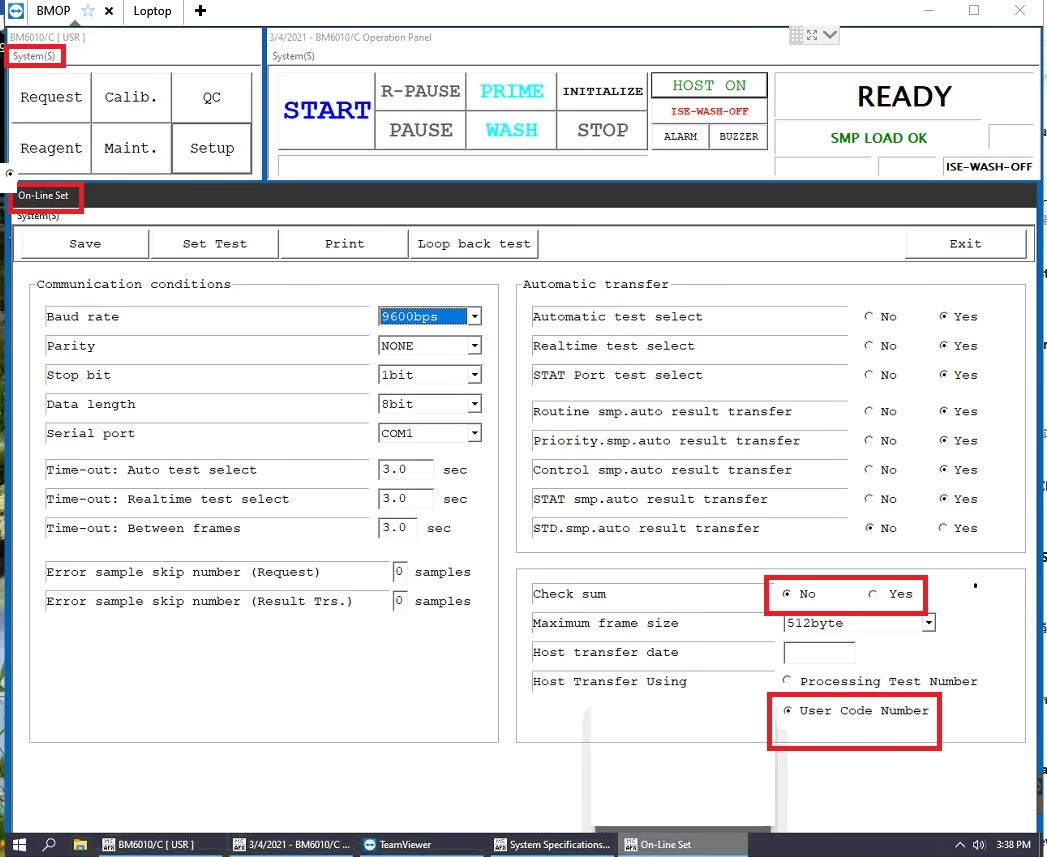 BMOP
Loptop
BM6010/C [ USR ]
System(S)
Request
Calib.
QC
Reagent
Maint.
Setup
3/4/2021 - BM6010/C Operation Panel
System(S)
START
R-PAUSE
PRIME
INITIALIZE
PAUSE
WASH
STOP
HOST ON
ISE-WASH-OFF
ALARM
BUZZER
READY
SMP LOAD OK
ISE-WASH-OFF
On-Line Set
System(S)
Save
Set Test
Print
Loop back test
Exit
Communication conditions
Baud rate 9600bps
Parity NONE
Stop bit 1bit
Data length 8bit
Serial port COM1
Time-out: Auto test select 3.0 sec
Time-out: Realtime test select 3.0 sec
Time-out: Between frames 3.0 sec
Error sample skip number (Request) 0 samples
Error sample skip number (Result Trs.) 0 samples
Automatic transfer
Automatic test select No Yes
Realtime test select No Yes
STAT Port test select No Yes
Routine smp.auto result transfer No Yes
Priority.smp.auto result transfer No Yes
Control smp.auto result transfer No Yes
STAT smp.auto result transfer No Yes
STD.smp.auto result transfer No Yes
Check sum No Yes
Maximum frame size 512byte
Host transfer date
Host Transfer Using Processing Test Number
User Code Number
BM6010/C [ USR ]
3/4/2021 - BM6010/C ...
TeamViewer
System Specifications...
On-Line Set
3:38 PM